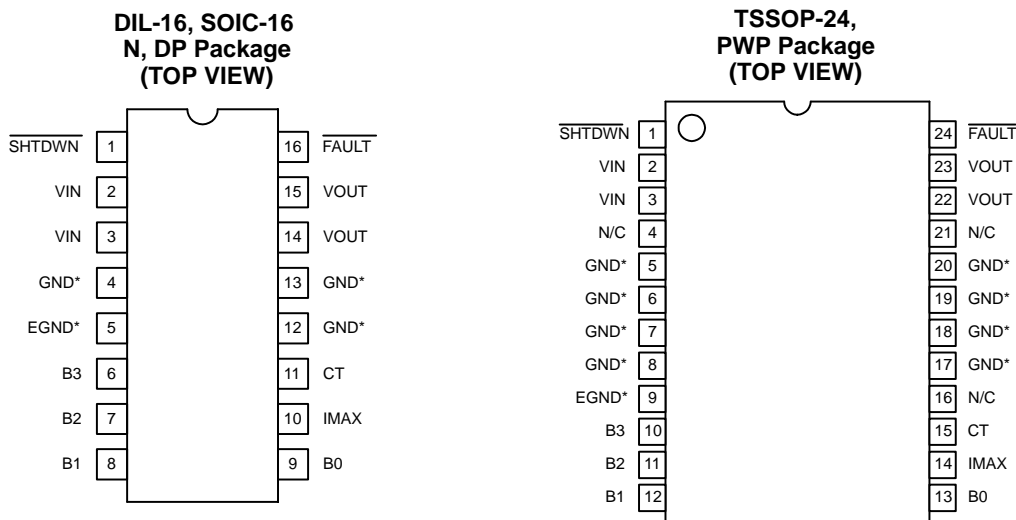 DIL-16, SOIC-16
N, DP Package
(TOP VIEW)
SHTDWN 1 16 FAULT
VIN 2 15 VOUT
VIN 3 14 VOUT
GND* 4 13 GND*
EGND* 5 12 GND*
B3 6 11 CT
B2 7 10 IMAX
B1 8 9 B0
TSSOP-24,
PWP Package
(TOP VIEW)
SHTDWN 1 24 FAULT
VIN 2 23 VOUT
VIN 3 22 VOUT
N/C 4 21 N/C
GND* 5 20 GND*
GND* 6 19 GND*
GND* 7 18 GND*
GND* 8 17 GND*
EGND* 9 16 N/C
B3 10 15 CT
B2 11 14 IMAX
B1 12 13 B0